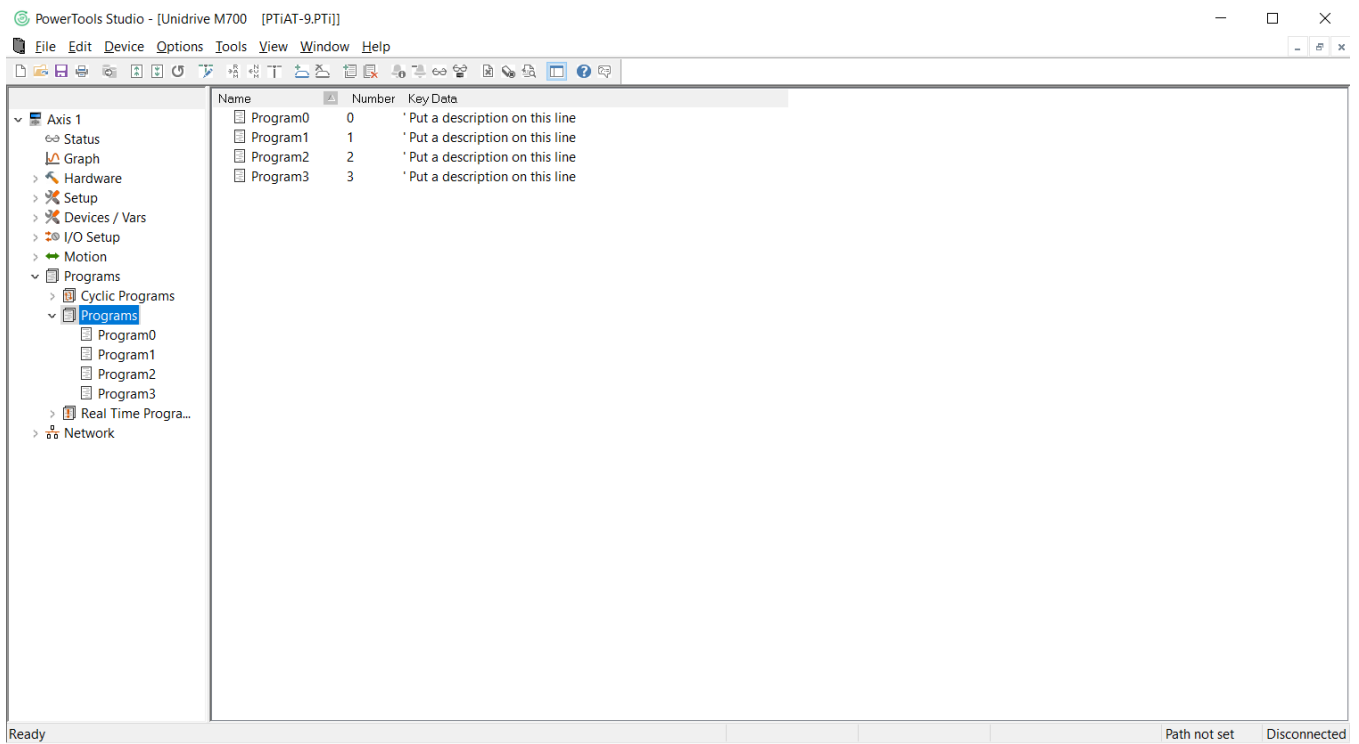 PowerTools Studio - [Unidrive M700 [PTiAT-9.PTi]]
File Edit Device Options Tools View Window Help
Name Number Key Data
Axis 1
Status
Graph
Hardware
Setup
Devices / Vars
I/O Setup
Motion
Programs
Cyclic Programs
Programs
Program0
Program1
Program2
Program3
Real Time Progra...
Network
Program0 0 ' Put a description on this line
Program1 1 ' Put a description on this line
Program2 2 ' Put a description on this line
Program3 3 ' Put a description on this line
Ready Path not set Disconnected